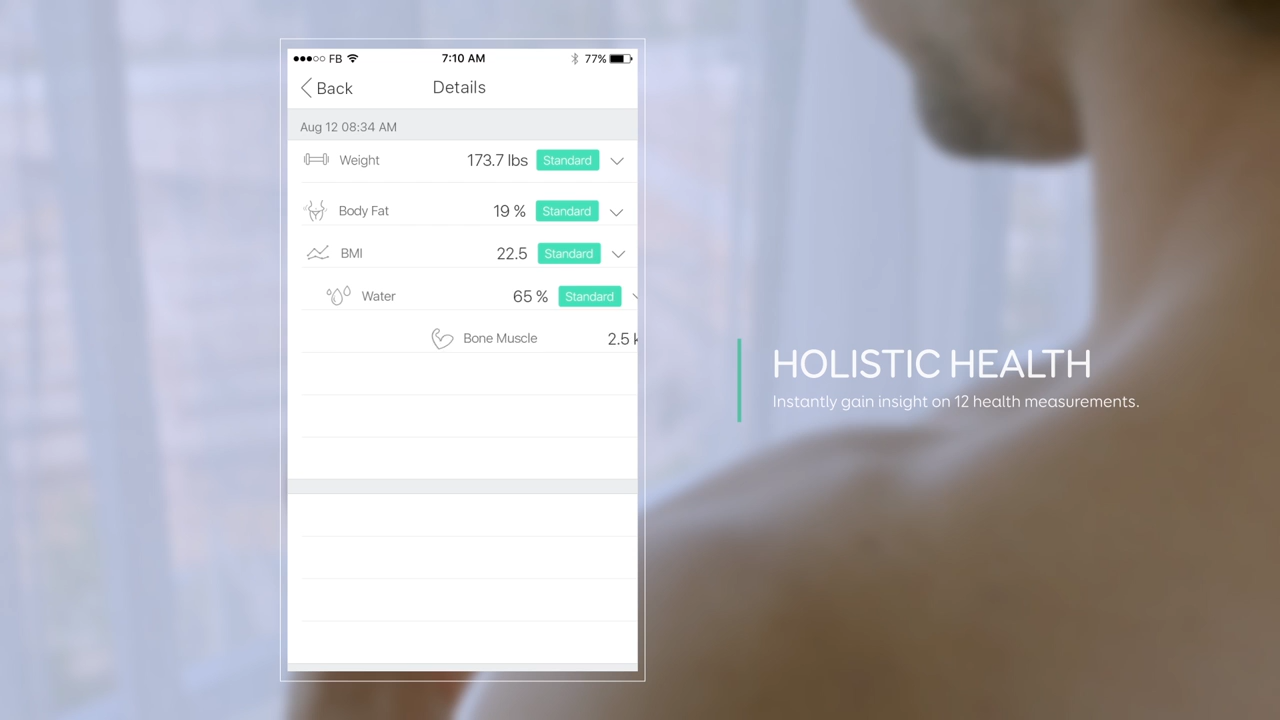 FB 7:10 AM 77%
Back Details
Aug 12 08:34 AM
Weight 173.7 lbs Standard
Body Fat 19 % Standard
BMI 22.5 Standard
Water 65 % Standard
Bone Muscle 2.5 k
HOLISTIC HEALTH
Instantly gain insight on 12 health measurements.